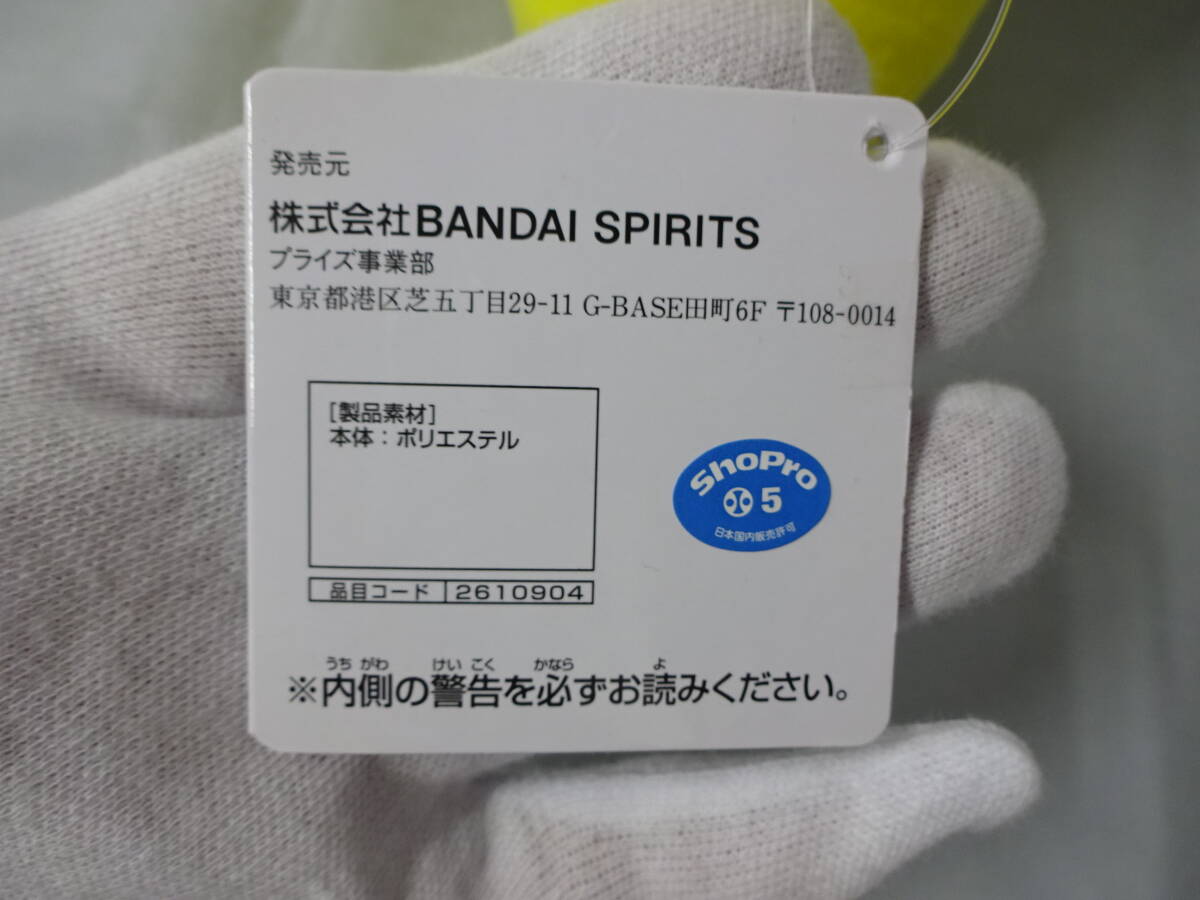 発売元
株式会社BANDAI SPIRITS
プライズ事業部
東京都港区芝五丁目29-11 G-BASE田町6F 〒108-0014
[製品素材]
本体：ポリエステル
品目コード 2610904
ShoPro
5
日本国内販売許可
うちがわ けいこく かなら よ
※内側の警告を必ずお読みください。